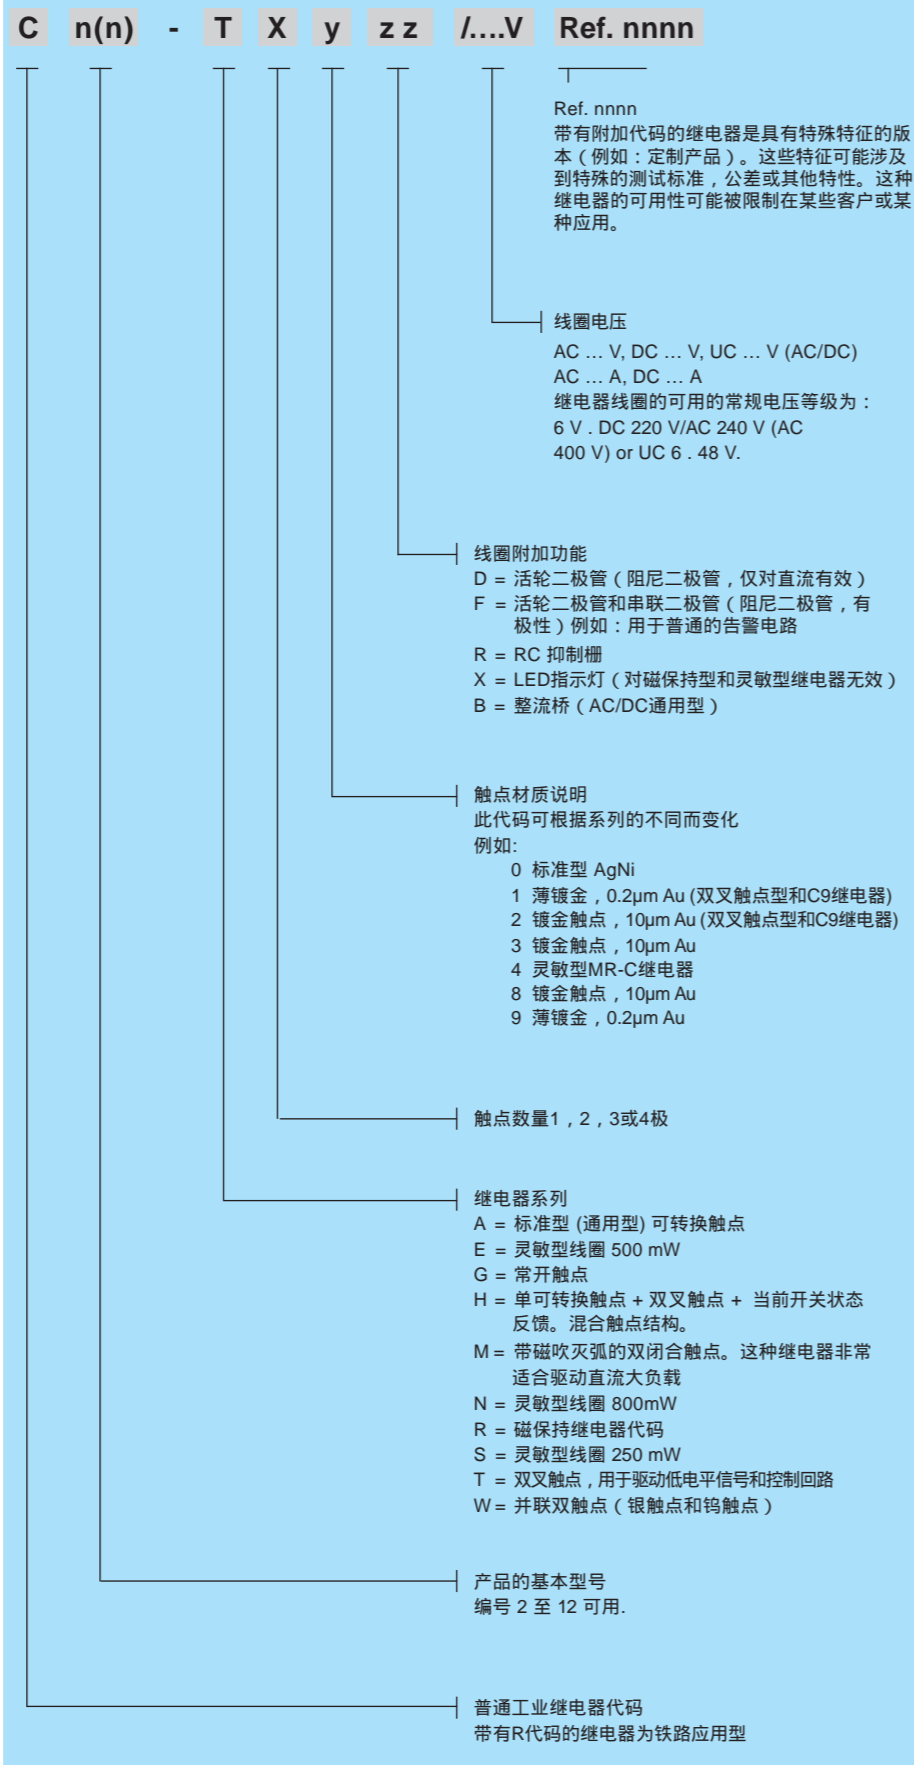 C n(n) - T X y z z /....V Ref. nnnn
Ref. nnnn
带有附加代码的继电器是具有特殊特征的版
本（例如：定制产品）。这些特征可能涉及
到特殊的测试标准，公差或其他特性。这种
继电器的可用性可能被限制在某些客户或某
种应用。
线圈电压
AC ... V, DC ... V, UC ... V (AC/DC)
AC ... A, DC ... A
继电器线圈的可用的常规电压等级为：
6 V . DC 220 V/AC 240 V (AC
400 V) or UC 6 . 48 V.
线圈附加功能
D = 活轮二极管（阻尼二极管，仅对直流有效）
F = 活轮二极管和串联二极管（阻尼二极管，有
极性）例如：用于普通的告警电路
R = RC 抑制栅
X = LED指示灯（对磁保持型和灵敏型继电器无效）
B = 整流桥（AC/DC通用型）
触点材质说明
此代码可根据系列的不同而变化
例如:
0 标准型 AgNi
1 薄镀金，0.2µm Au (双叉触点型和C9继电器)
2 镀金触点，10µm Au (双叉触点型和C9继电器)
3 镀金触点，10µm Au
4 灵敏型MR-C继电器
8 镀金触点，10µm Au
9 薄镀金，0.2µm Au
触点数量1，2，3或4极
继电器系列
A = 标准型 (通用型) 可转换触点
E = 灵敏型线圈 500 mW
G = 常开触点
H = 单可转换触点 + 双叉触点 + 当前开关状态
反馈。混合触点结构。
M = 带磁吹灭弧的双闭合触点。这种继电器非常
适合驱动直流大负载
N = 灵敏型线圈 800mW
R = 磁保持继电器代码
S = 灵敏型线圈 250 mW
T = 双叉触点，用于驱动低电平信号和控制回路
W = 并联双触点（银触点和钨触点）
产品的基本型号
编号 2 至 12 可用.
普通工业继电器代码
带有R代码的继电器为铁路应用型